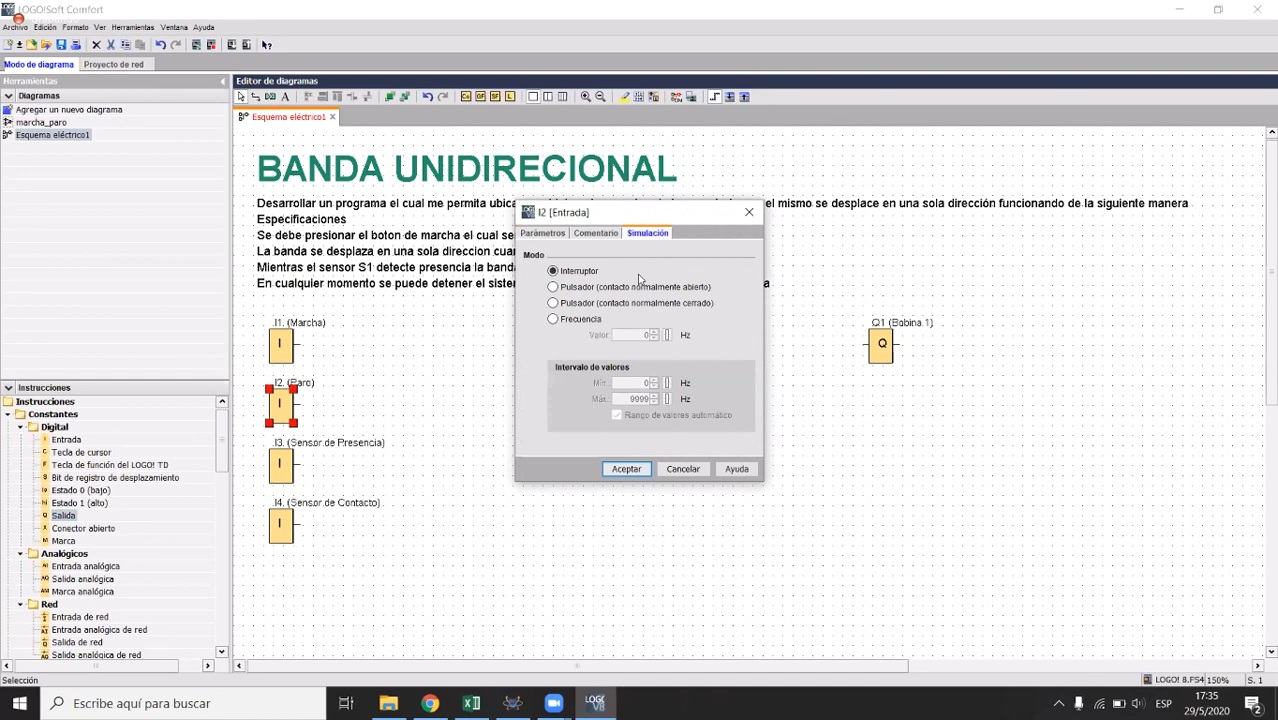 LOGO!Soft Comfort
Archivo Edición Formato Ver Herramientas Ventana Ayuda
Modo de diagrama Proyecto de red
Herramientas
Diagramas
Agregar un nuevo diagrama
marcha_paro
Esquema eléctrico1
Instrucciones
Instrucciones
Constantes
Digital
Entrada
Tecla de cursor
Tecla de función del LOGO! TD
Bit de registro de desplazamiento
Estado 0 (bajo)
Estado 1 (alto)
Salida
Conector abierto
Marca
Analógicos
Entrada analógica
Salida analógica
Marca analógica
Red
Entrada de red
Entrada analógica de red
Salida de red
Salida analógica de red
Editor de diagramas
Co GF SF L
Esquema eléctrico1
BANDA UNIDIRECIONAL
Desarrollar un programa el cual me permita ubica el mismo se desplace en una sola dirección funcionando de la siguiente manera
Especificaciones
Se debe presionar el boton de marcha el cual se
La banda se desplaza en una sola direccion cua
Mientras el sensor S1 detecte presencia la band
En cualquier momento se puede detener el sister a
I1. (Marcha)
I
I2. (Paro)
I
I3. (Sensor de Presencia)
I
I4. (Sensor de Contacto)
I
Q1 (Bobina 1)
Q
I2 [Entrada]
Parámetros Comentario Simulación
Modo
Interruptor
Pulsador (contacto normalmente abierto)
Pulsador (contacto normalmente cerrado)
Frecuencia
Valor: 0 Hz
Intervalo de valores
Mín. 0 Hz
Máx. 9999 Hz
Rango de valores automático
Aceptar Cancelar Ayuda
Selección
LOGO! 8.FS4 150% S. 1
Escribe aquí para buscar
ESP
17:35
29/5/2020
2